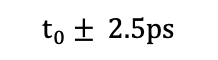 t₀ ± 2.5ps